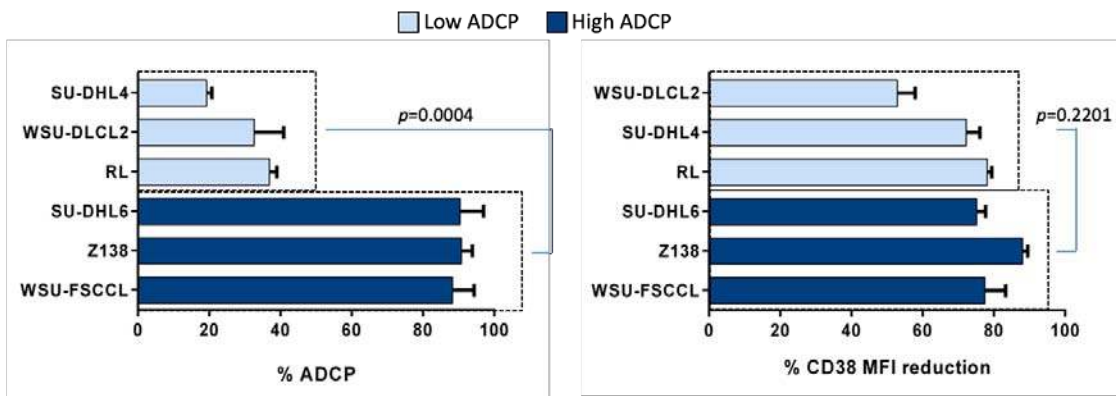 Low ADCP High ADCP
SU-DHL4
WSU-DLCL2
RL
SU-DHL6
Z138
WSU-FSCCL
p=0.0004
0 20 40 60 80 100
% ADCP
WSU-DLCL2
SU-DHL4
RL
SU-DHL6
Z138
WSU-FSCCL
p=0.2201
0 20 40 60 80 100
% CD38 MFI reduction